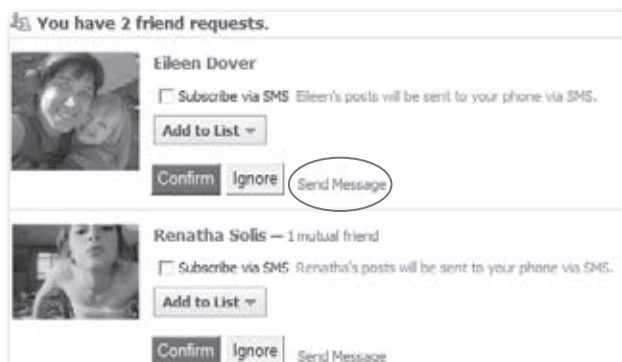 You have 2 friend requests.
Eileen Dover
Subscribe via SMS Eileen's posts will be sent to your phone via SMS.
Add to List
Confirm Ignore Send Message
Renatha Solis — 1 mutual friend
Subscribe via SMS Renatha's posts will be sent to your phone via SMS.
Add to List
Confirm Ignore Send Message